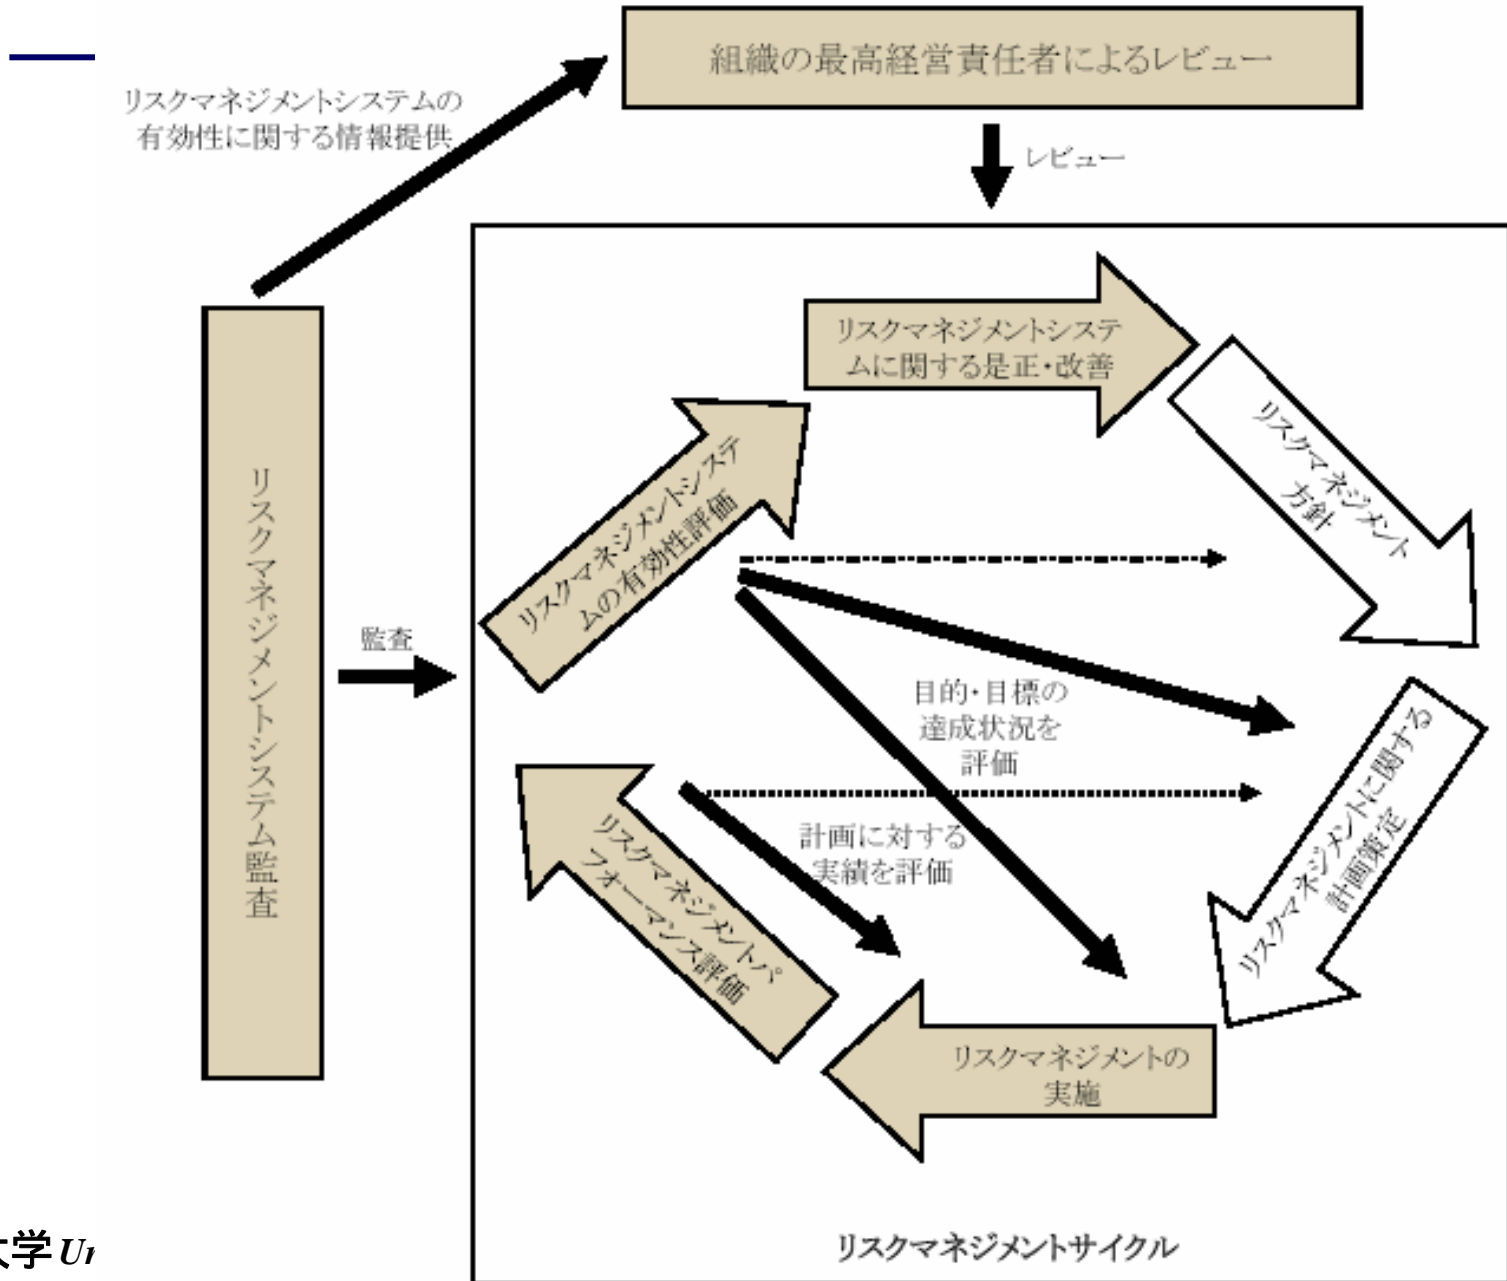 組織の最高経営責任者によるレビュー
リスクマネジメントシステムの
有効性に関する情報提供
レビュー
リスクマネジメントシステ
ムに関する是正・改善
リスクマネジメント
方針
リスクマネジメントシステ
ムの有効性評価
リスクマネジメントシステム監査
監査
目的・目標の
達成状況を
評価
リスクマネジメントに関する
計画策定
計画に対する
実績を評価
リスクマネジメントパ
フォーマンス評価
リスクマネジメントの
実施
リスクマネジメントサイクル
大学 Un